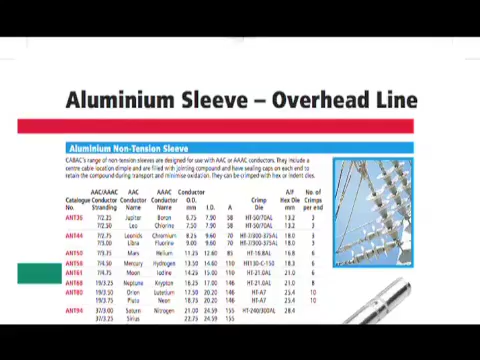 Aluminium Sleeve – Overhead Line
Aluminium Non-Tension Sleeve
CABAC's range of non-tension sleeves are designed for use with AAC or AAAC conductors. They include a
centre cable location dimple and are filled with jointing compound and have sealing caps on each end to
retain the compound during transport and minimise oxidation. They can be crimped with hex or indent dies.
AAC/AAAC AAC AAAC Conductor A/F No. of
Catalogue Conductor Conductor Conductor O.D. Crimp Hex Die Crimps
No. Stranding Name Name mm I.D. A Die mm per end
ANT36 7/2.25 Jupiter Boron 6.75 7.90 58 HT-50/70AL 13.2 3
7/2.50 Leo Chlorine 7.50 7.90 58 HT-50/70AL 13.2 3
ANT44 7/2.75 Leonids Chromium 8.25 9.60 70 HT-7/300-375AL 18.0 3
7/3.00 Libra Fluorine 9.00 9.60 70 HT-7/300-375AL 18.0 3
ANT50 7/3.75 Mars Helium 11.25 12.60 85 HT-16.8AL 16.8 6
ANT58 7/4.50 Mercury Hydrogen 13.50 14.60 110 HT130-C-150 18.3 6
ANT61 7/4.75 Moon Iodine 14.25 15.00 110 HT-21.0AL 21.0 6
ANT68 19/3.25 Neptune Krypton 16.25 17.00 146 HT-21.0AL 21.0 8
ANT80 19/3.50 Orion Lutetium 17.50 20.20 146 HT-A7 25.4 10
19/3.75 Pluto Neon 18.75 20.20 146 HT-A7 25.4 10
ANT94 37/3.00 Saturn Nitrogen 21.00 24.59 155 HT-240/300AL 28.4
37/3.25 Sirius 22.75 24.59 155